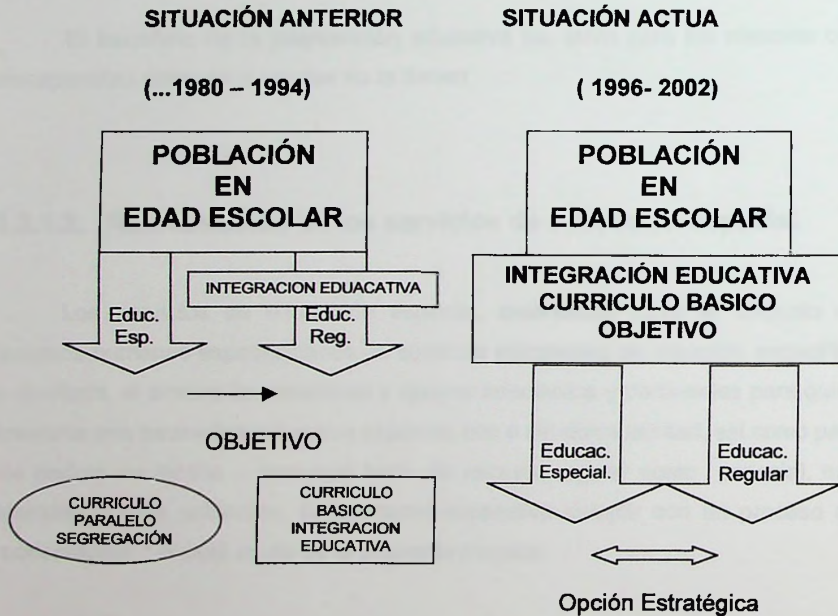 SITUACIÓN ANTERIOR
(...1980 – 1994)
POBLACIÓN
EN
EDAD ESCOLAR
INTEGRACION EDUACATIVA
Educ.
Esp.
Educ.
Reg.
OBJETIVO
CURRICULO
PARALELO
SEGREGACIÓN
CURRICULO
BASICO
INTEGRACION
EDUCATIVA
SITUACIÓN ACTUA
( 1996- 2002)
POBLACIÓN
EN
EDAD ESCOLAR
INTEGRACIÓN EDUCATIVA
CURRICULO BASICO
OBJETIVO
Educac.
Especial.
Educac.
Regular
Opción Estratégica